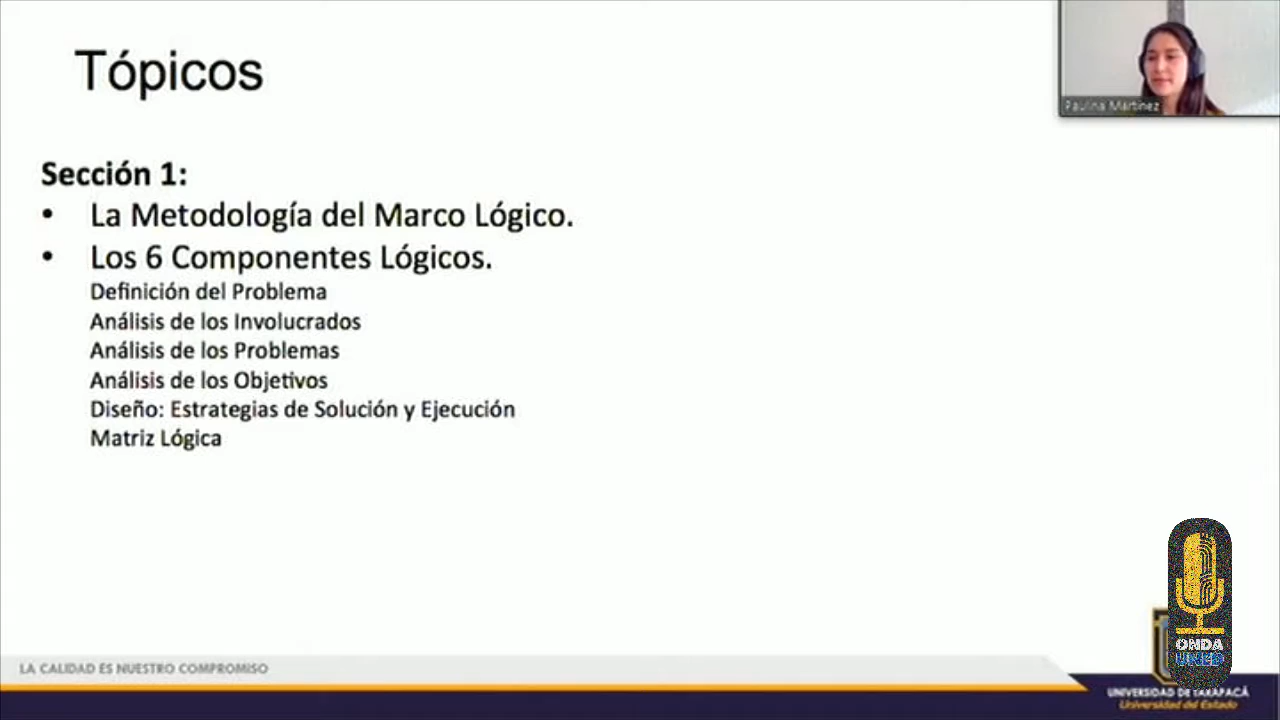 Tópicos
Paulina Martinez
Sección 1:
• La Metodología del Marco Lógico.
• Los 6 Componentes Lógicos.
Definición del Problema
Análisis de los Involucrados
Análisis de los Problemas
Análisis de los Objetivos
Diseño: Estrategias de Solución y Ejecución
Matriz Lógica
LA CALIDAD ES NUESTRO COMPROMISO
ONDA
UNED
UNIVERSIDAD DE TARAPACÁ
Universidad del Estado